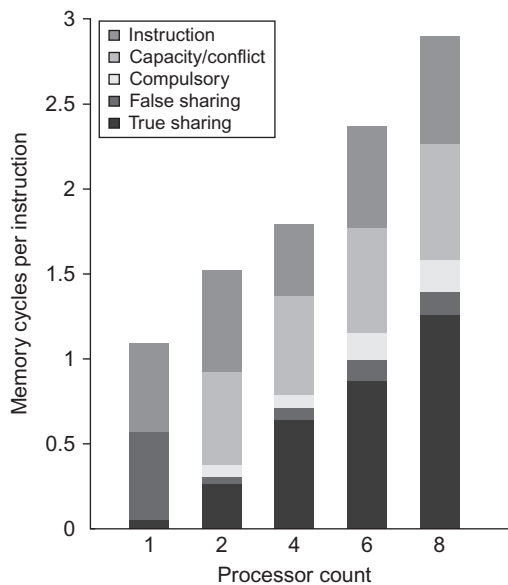 3
Instruction
Capacity/conflict
Compulsory
False sharing
True sharing
2.5
2
1.5
1
0.5
0
Memory cycles per instruction
1 2 4 6 8
Processor count